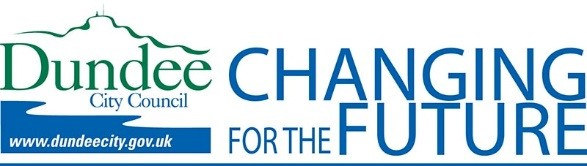 Dundee
City Council
www.dundeecity.gov.uk
CHANGING
FOR THE FUTURE